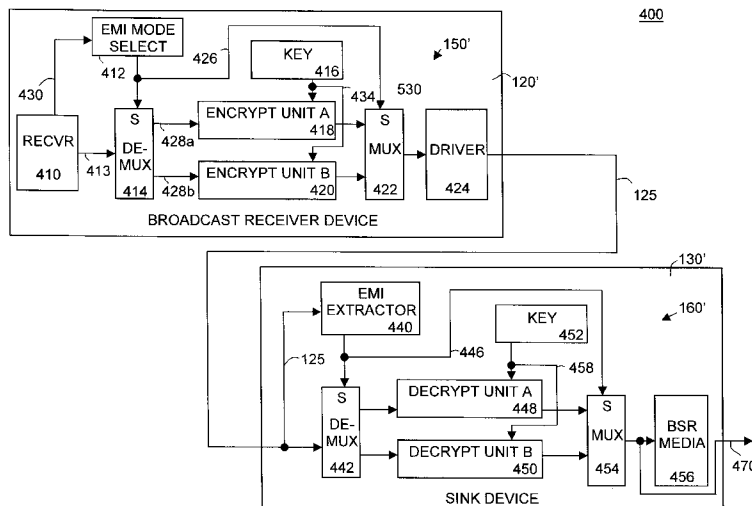 400
EMI MODE
SELECT
412
426
KEY
416
150'
120'
430
434
530
RECVR
410
413
S
DE-
MUX
414
428a
428b
ENCRYPT UNIT A
418
ENCRYPT UNIT B
420
S
MUX
422
DRIVER
424
125
BROADCAST RECEIVER DEVICE
130'
EMI
EXTRACTOR
440
KEY
452
160'
125
446
458
S
DE-
MUX
442
DECRYPT UNIT A
448
DECRYPT UNIT B
450
S
MUX
454
BSR
MEDIA
456
470
SINK DEVICE